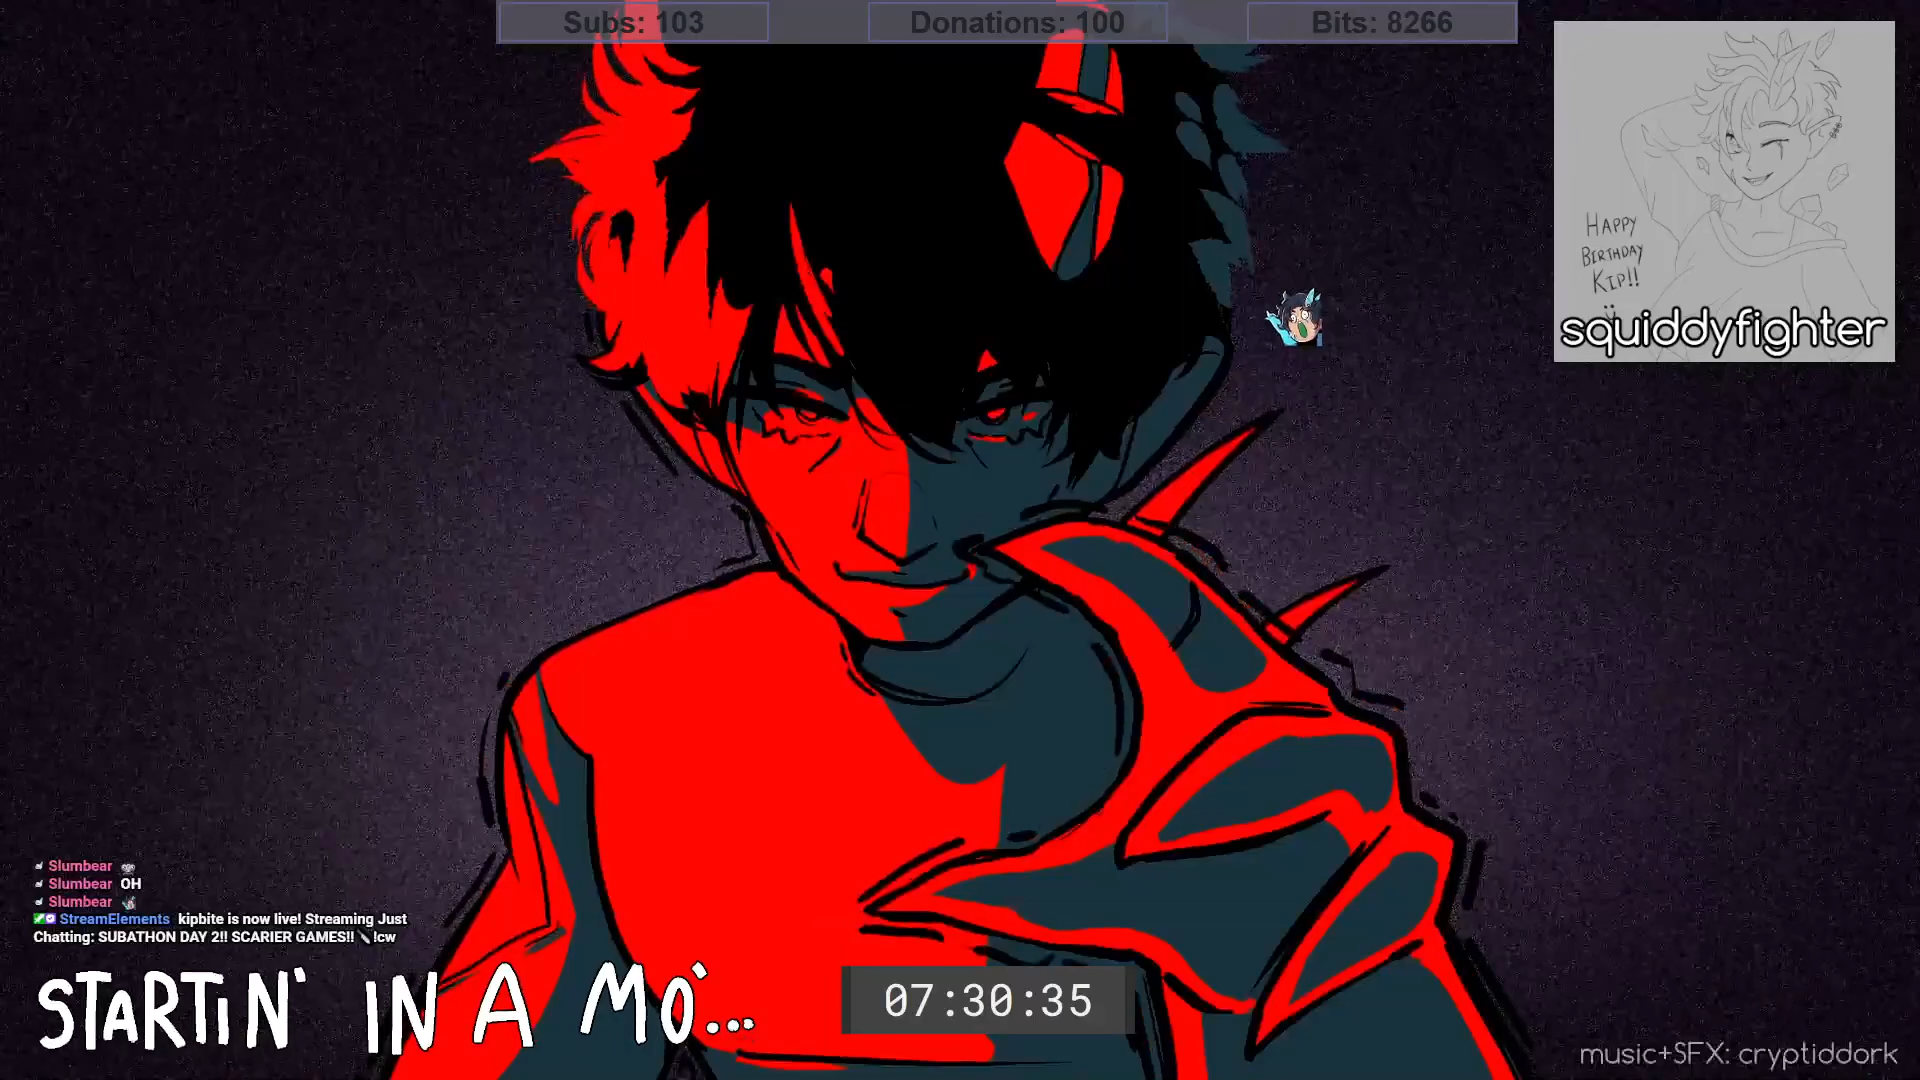 Subs: 103
Donations: 100
Bits: 8266
HAPPY
BIRTHDAY
KIP!!
squiddyfighter
Slumbear
Slumbear OH
Slumbear
StreamElements kipbite is now live! Streaming Just
Chatting: SUBATHON DAY 2!! SCARIER GAMES!! !cw
STARTIN' IN A MO...
07:30:35
music+SFX: cryptiddork